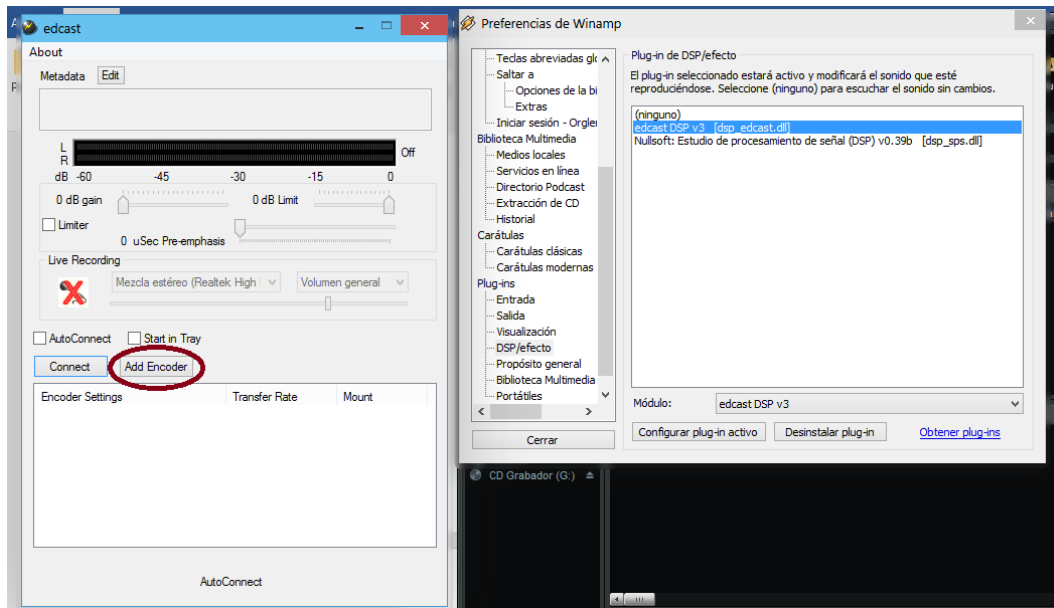 edcast
About
Metadata
Edit
L
R
Off
dB -60 -45 -30 -15 0
0 dB gain
0 dB Limit
Limiter
0 uSec Pre-emphasis
Live Recording
Mezcla estéreo (Realtek High
Volumen general
AutoConnect
Start in Tray
Connect
Add Encoder
Encoder Settings
Transfer Rate
Mount
AutoConnect
Preferencias de Winamp
Teclas abreviadas glo
Saltar a
Opciones de la bi
Extras
Iniciar sesión - Orgler
Biblioteca Multimedia
Medios locales
Servicios en línea
Directorio Podcast
Extracción de CD
Historial
Carátulas
Carátulas clásicas
Carátulas modernas
Plug-ins
Entrada
Salida
Visualización
DSP/efecto
Propósito general
Biblioteca Multimedia
Portátiles
Cerrar
Plug-in de DSP/efecto
El plug-in seleccionado estará activo y modificará el sonido que esté
reproduciéndose. Seleccione (ninguno) para escuchar el sonido sin cambios.
(ninguno)
edcast DSP v3 [dsp_edcast.dll]
Nullsoft: Estudio de procesamiento de señal (DSP) v0.39b [dsp_sps.dll]
Módulo:
edcast DSP v3
Configurar plug-in activo
Desinstalar plug-in
Obtener plug-ins
CD Grabador (G:)